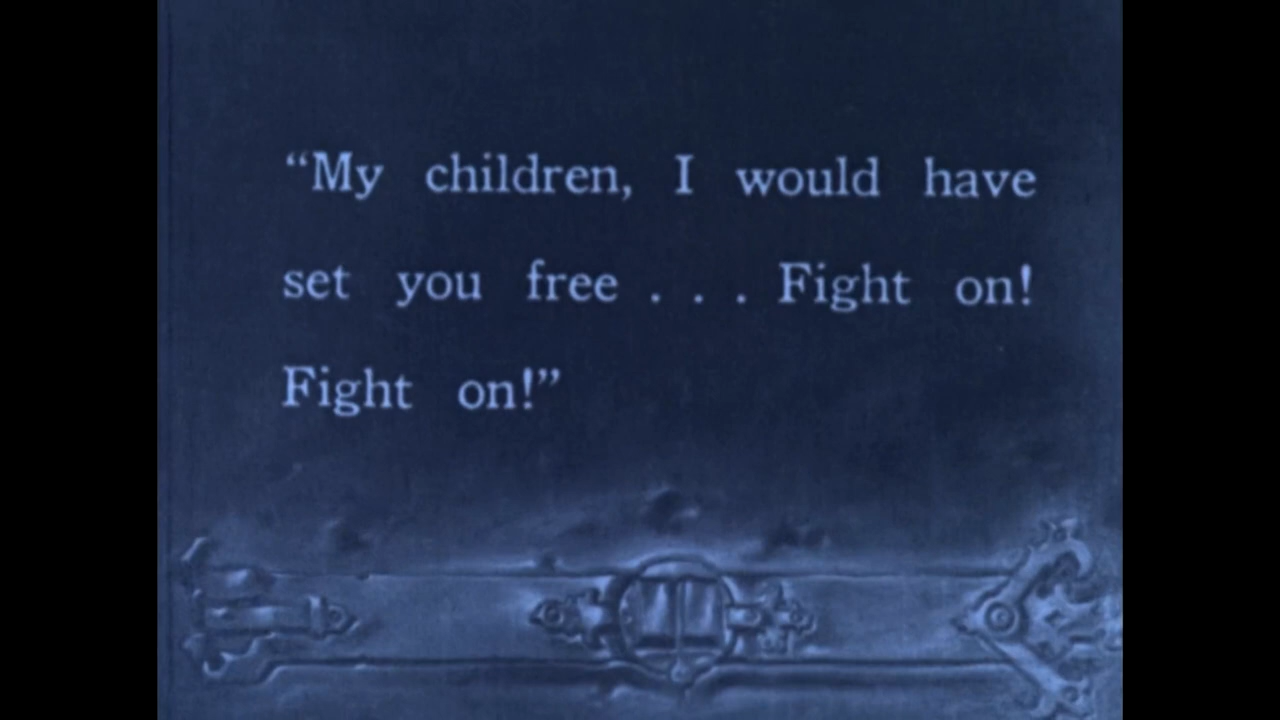 “My children, I would have
set you free . . . Fight on!
Fight on!”